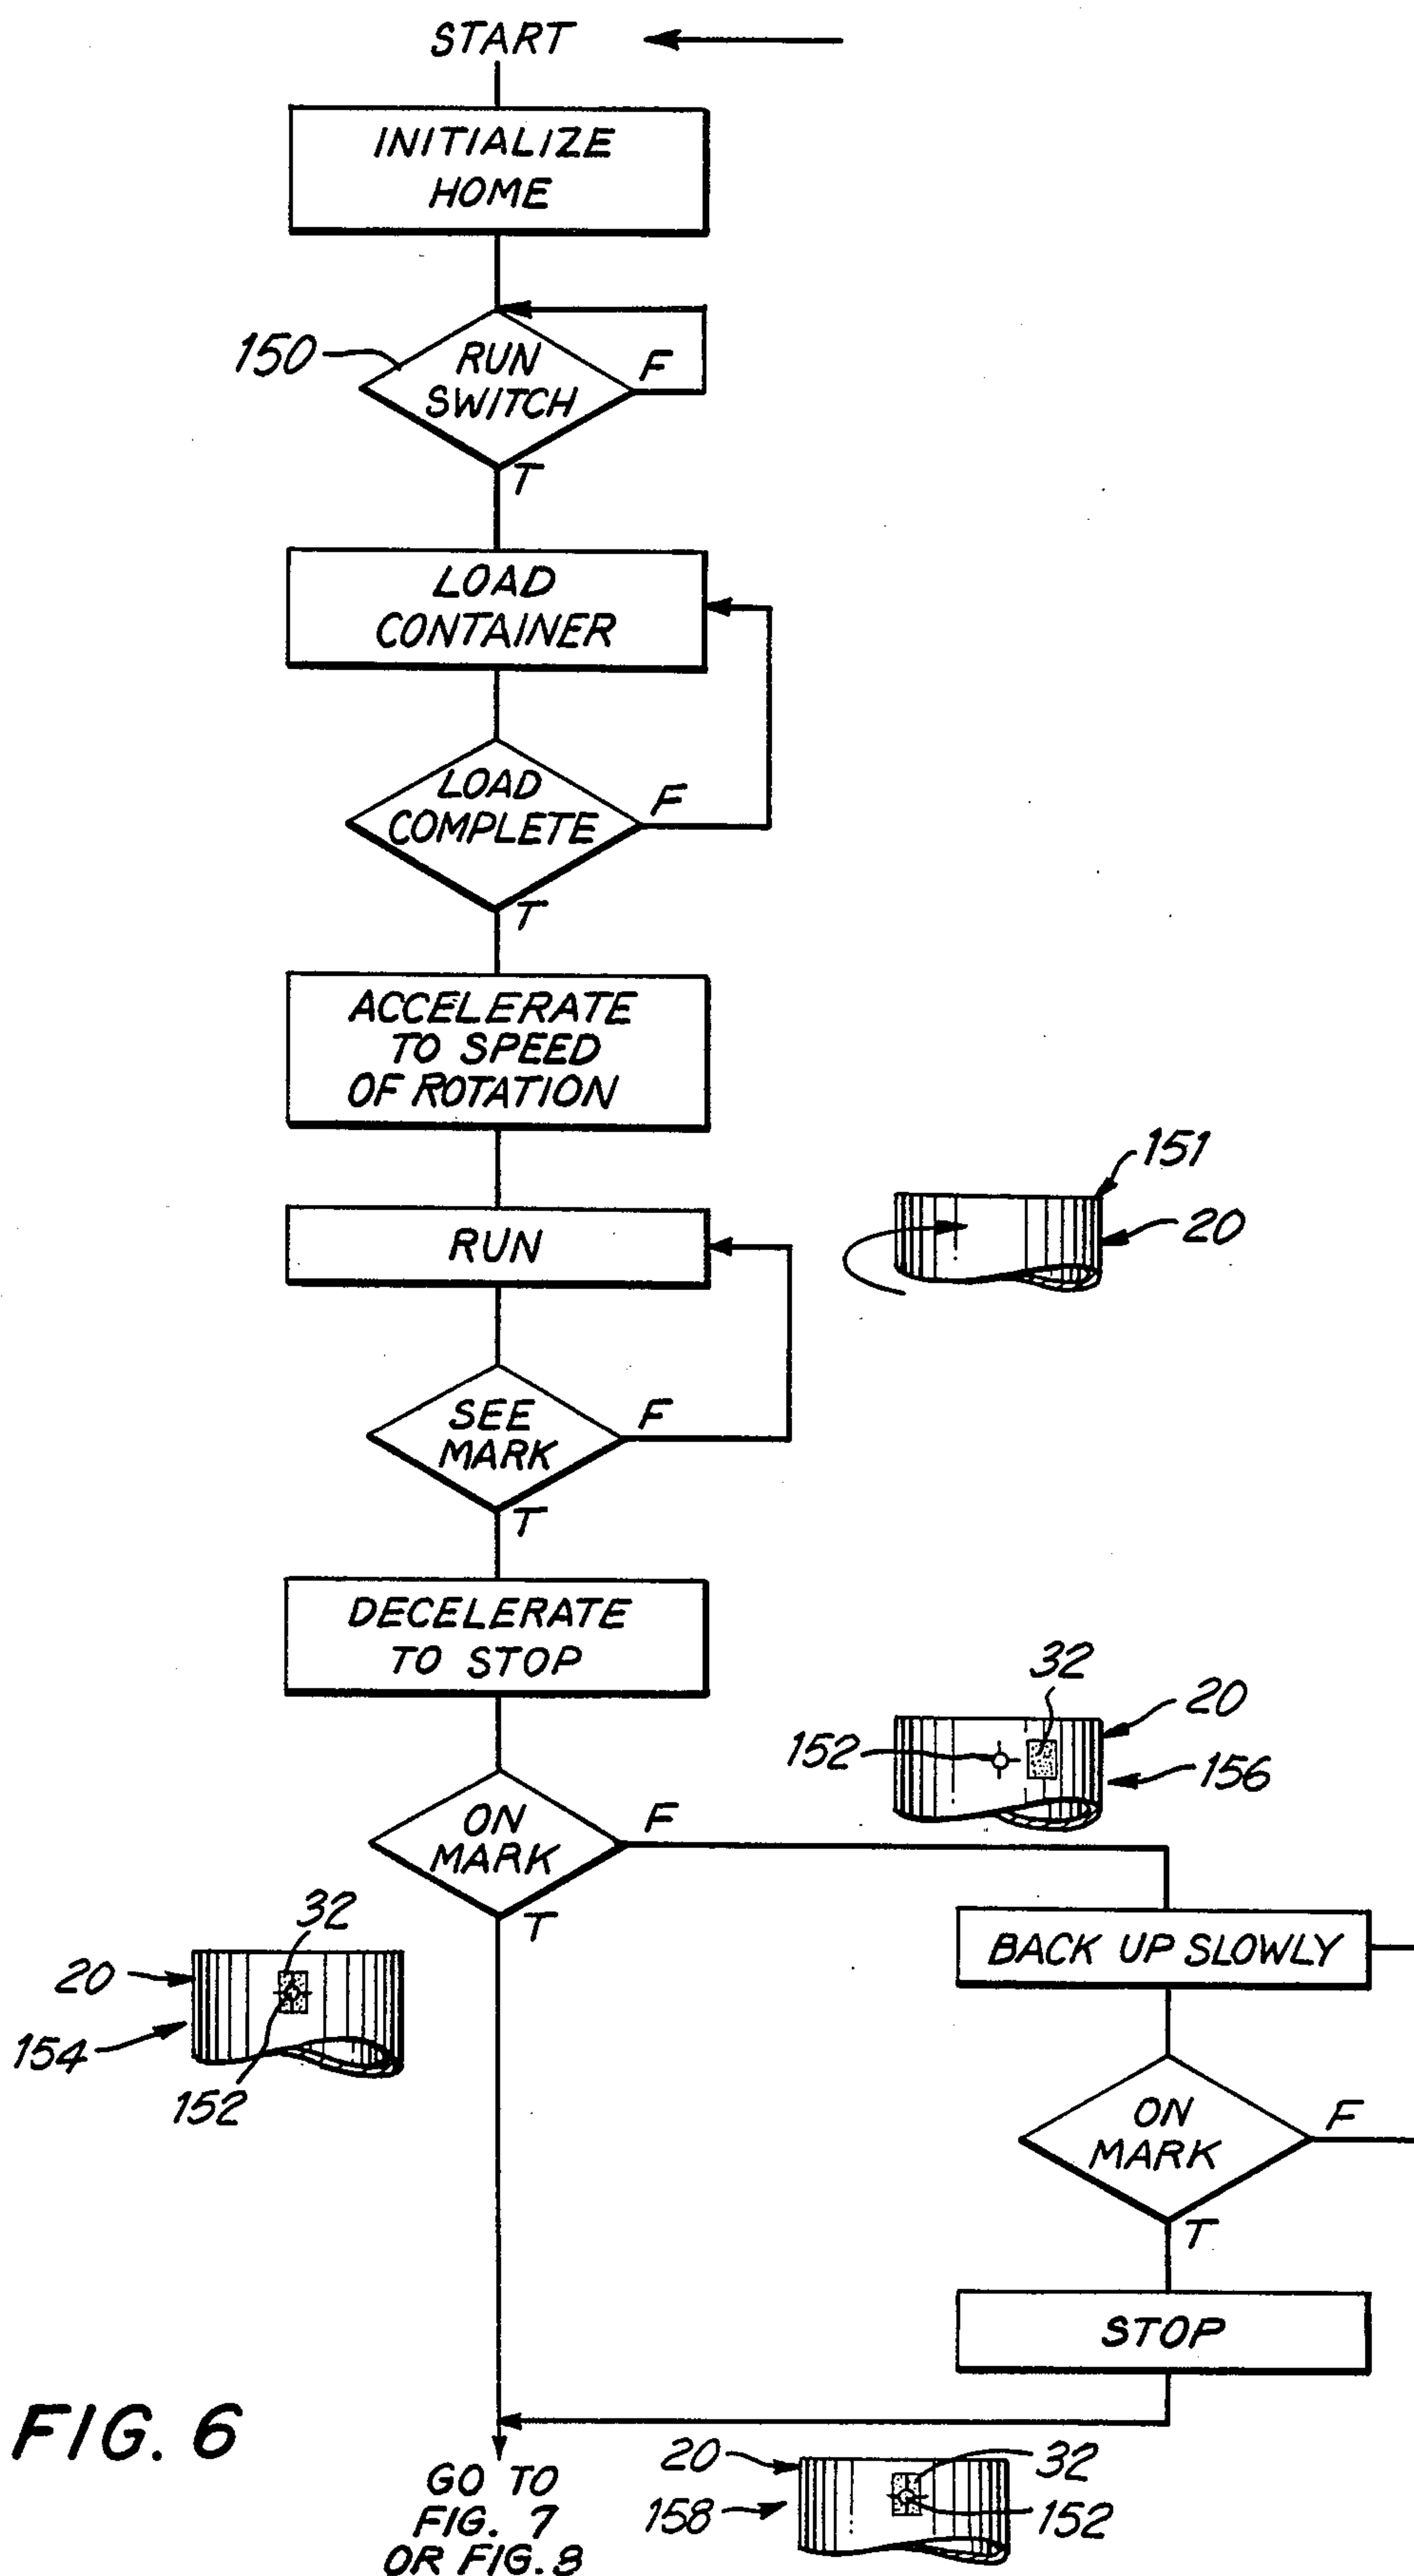 START
INITIALIZE
HOME
150
RUN
SWITCH
F
T
LOAD
CONTAINER
LOAD
COMPLETE
F
T
ACCELERATE
TO SPEED
OF ROTATION
151
20
RUN
SEE
MARK
F
T
DECELERATE
TO STOP
32
20
152
156
ON
MARK
F
T
32
20
154
152
BACK UP SLOWLY
ON
MARK
F
T
STOP
FIG. 6
GO TO
FIG. 7
OR FIG. 8
20
32
158
152